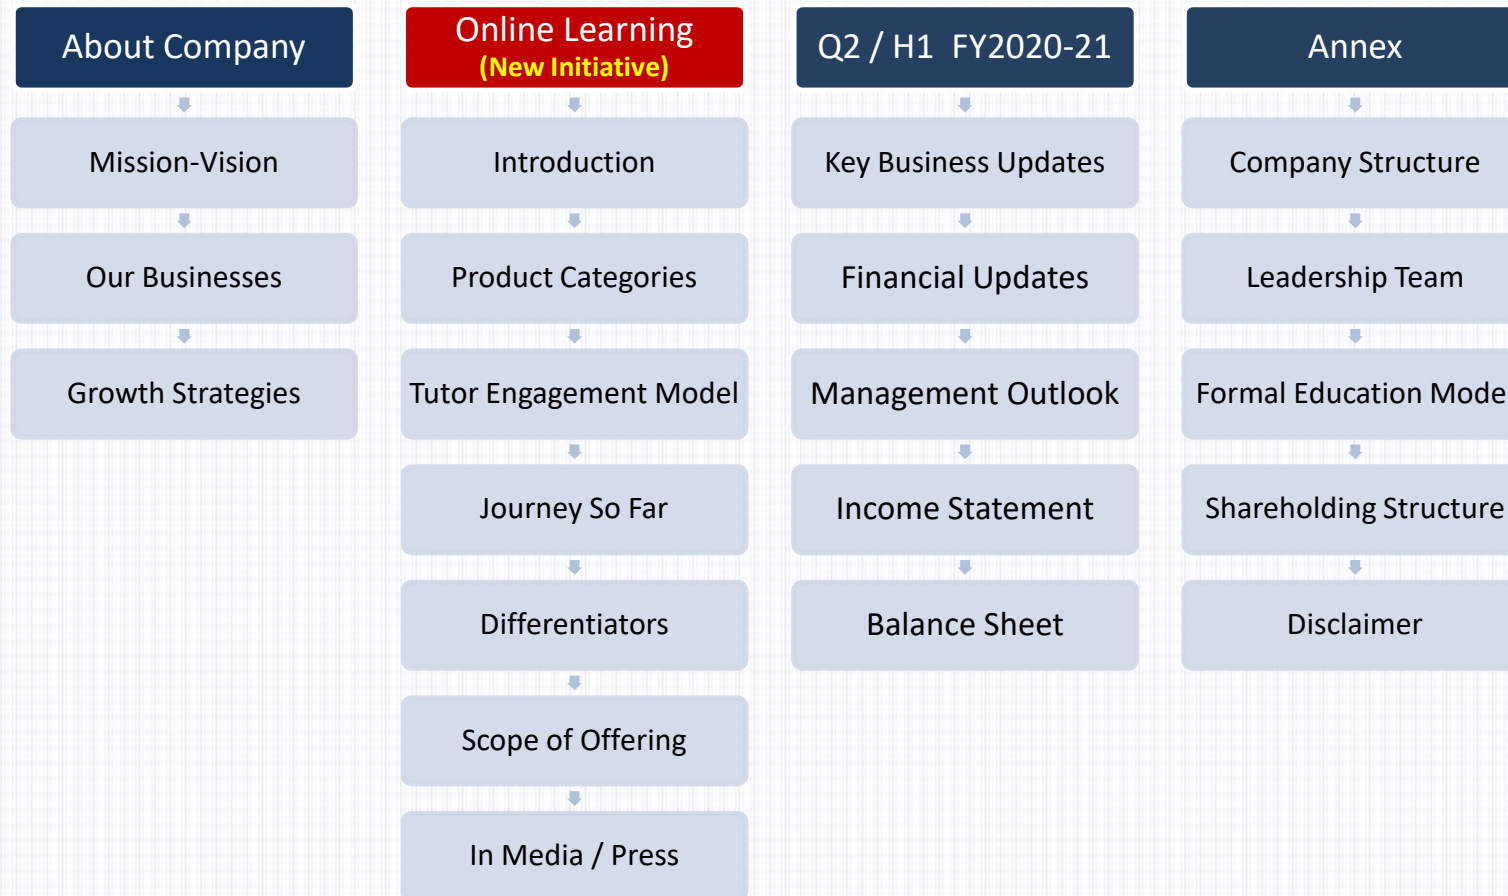 About Company
Mission-Vision
Our Businesses
Growth Strategies
Online Learning
(New Initiative)
Introduction
Product Categories
Tutor Engagement Model
Journey So Far
Differentiators
Scope of Offering
In Media / Press
Q2 / H1 FY2020-21
Key Business Updates
Financial Updates
Management Outlook
Income Statement
Balance Sheet
Annex
Company Structure
Leadership Team
Formal Education Mode
Shareholding Structure
Disclaimer